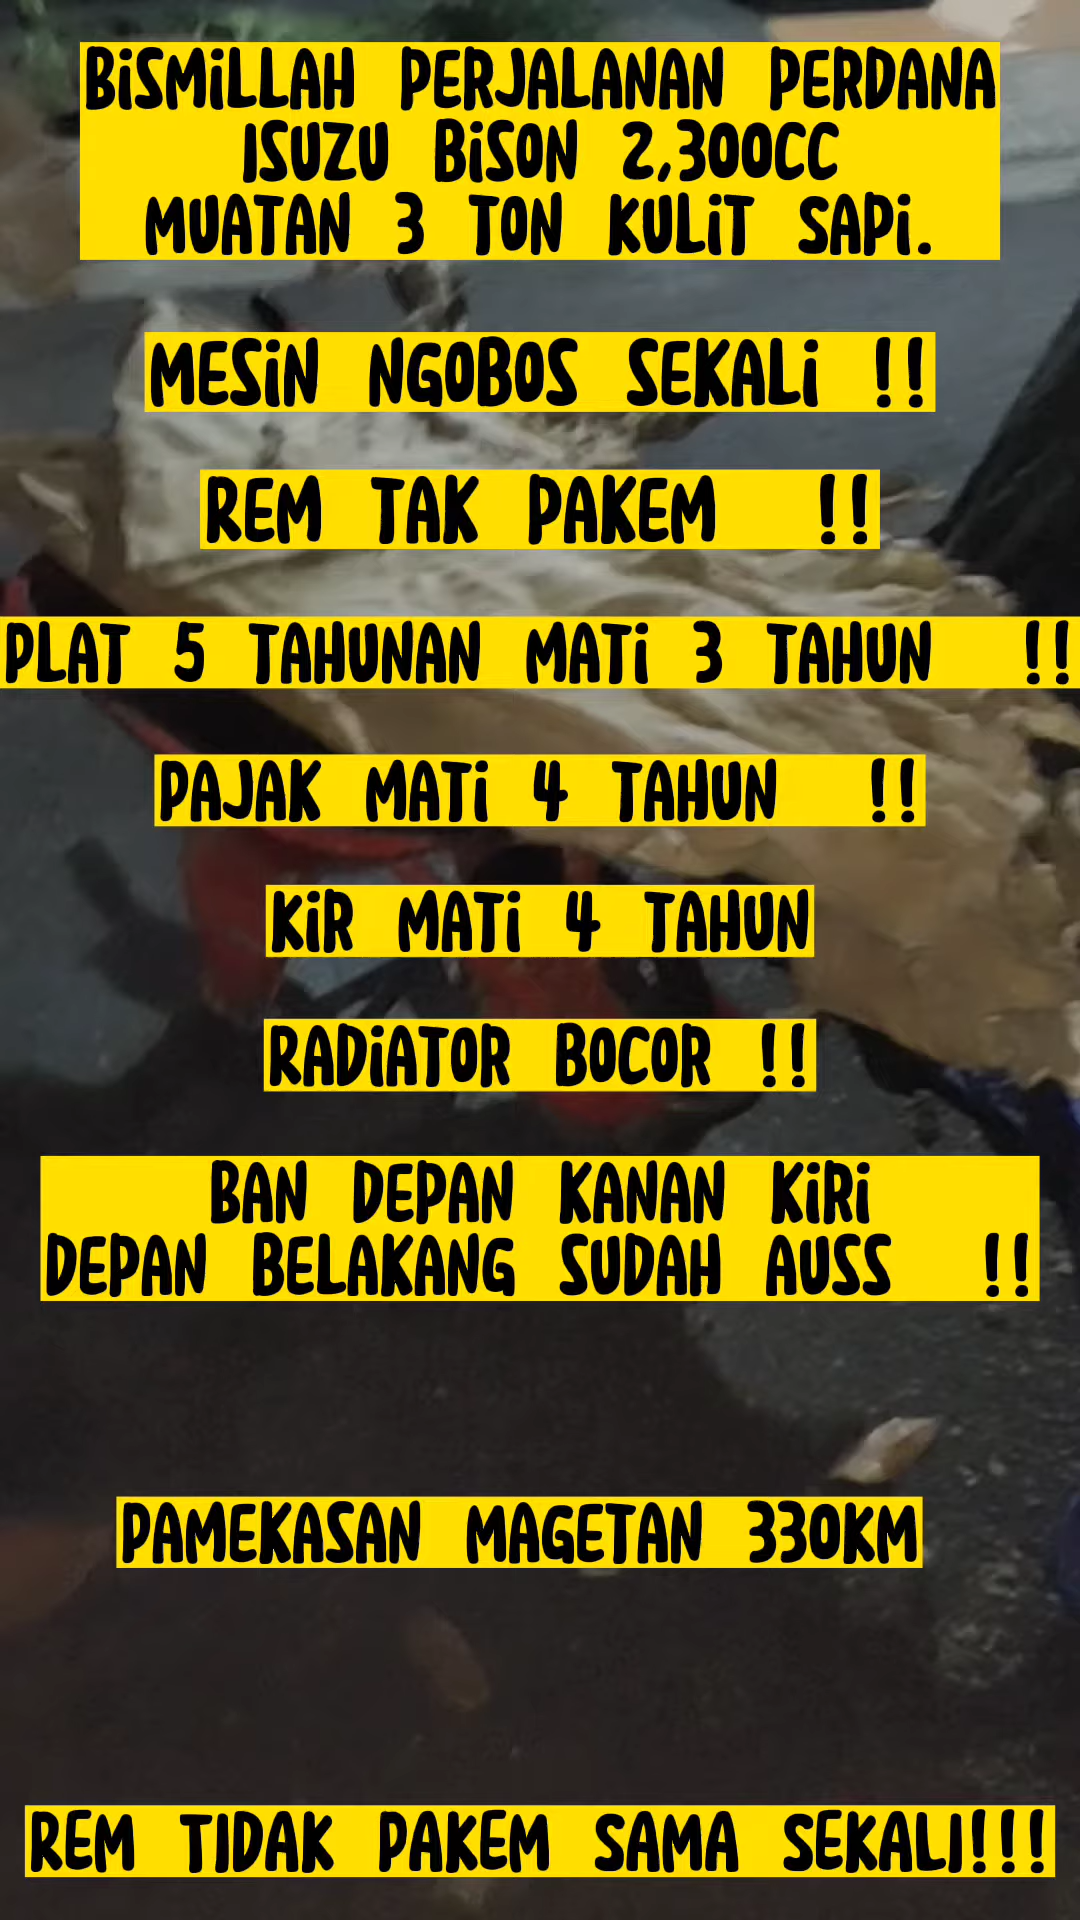 BiSMiLLAH PERJALANAN PERDANA
ISUZU BiSON 2,300CC
MUATAN 3 TON KULiT SAPi.
MESiN NGOBOS SEKALi !!
REM TAK PAKEM !!
PLAT 5 TAHUNAN MATi 3 TAHUN !!
PAJAK MATi 4 TAHUN !!
KiR MATi 4 TAHUN
RADiATOR BOCOR !!
BAN DEPAN KANAN KiRi
DEPAN BELAKANG SUDAH AUSS !!
PAMEKASAN MAGETAN 330KM
REM TIDAK PAKEM SAMA SEKALI!!!